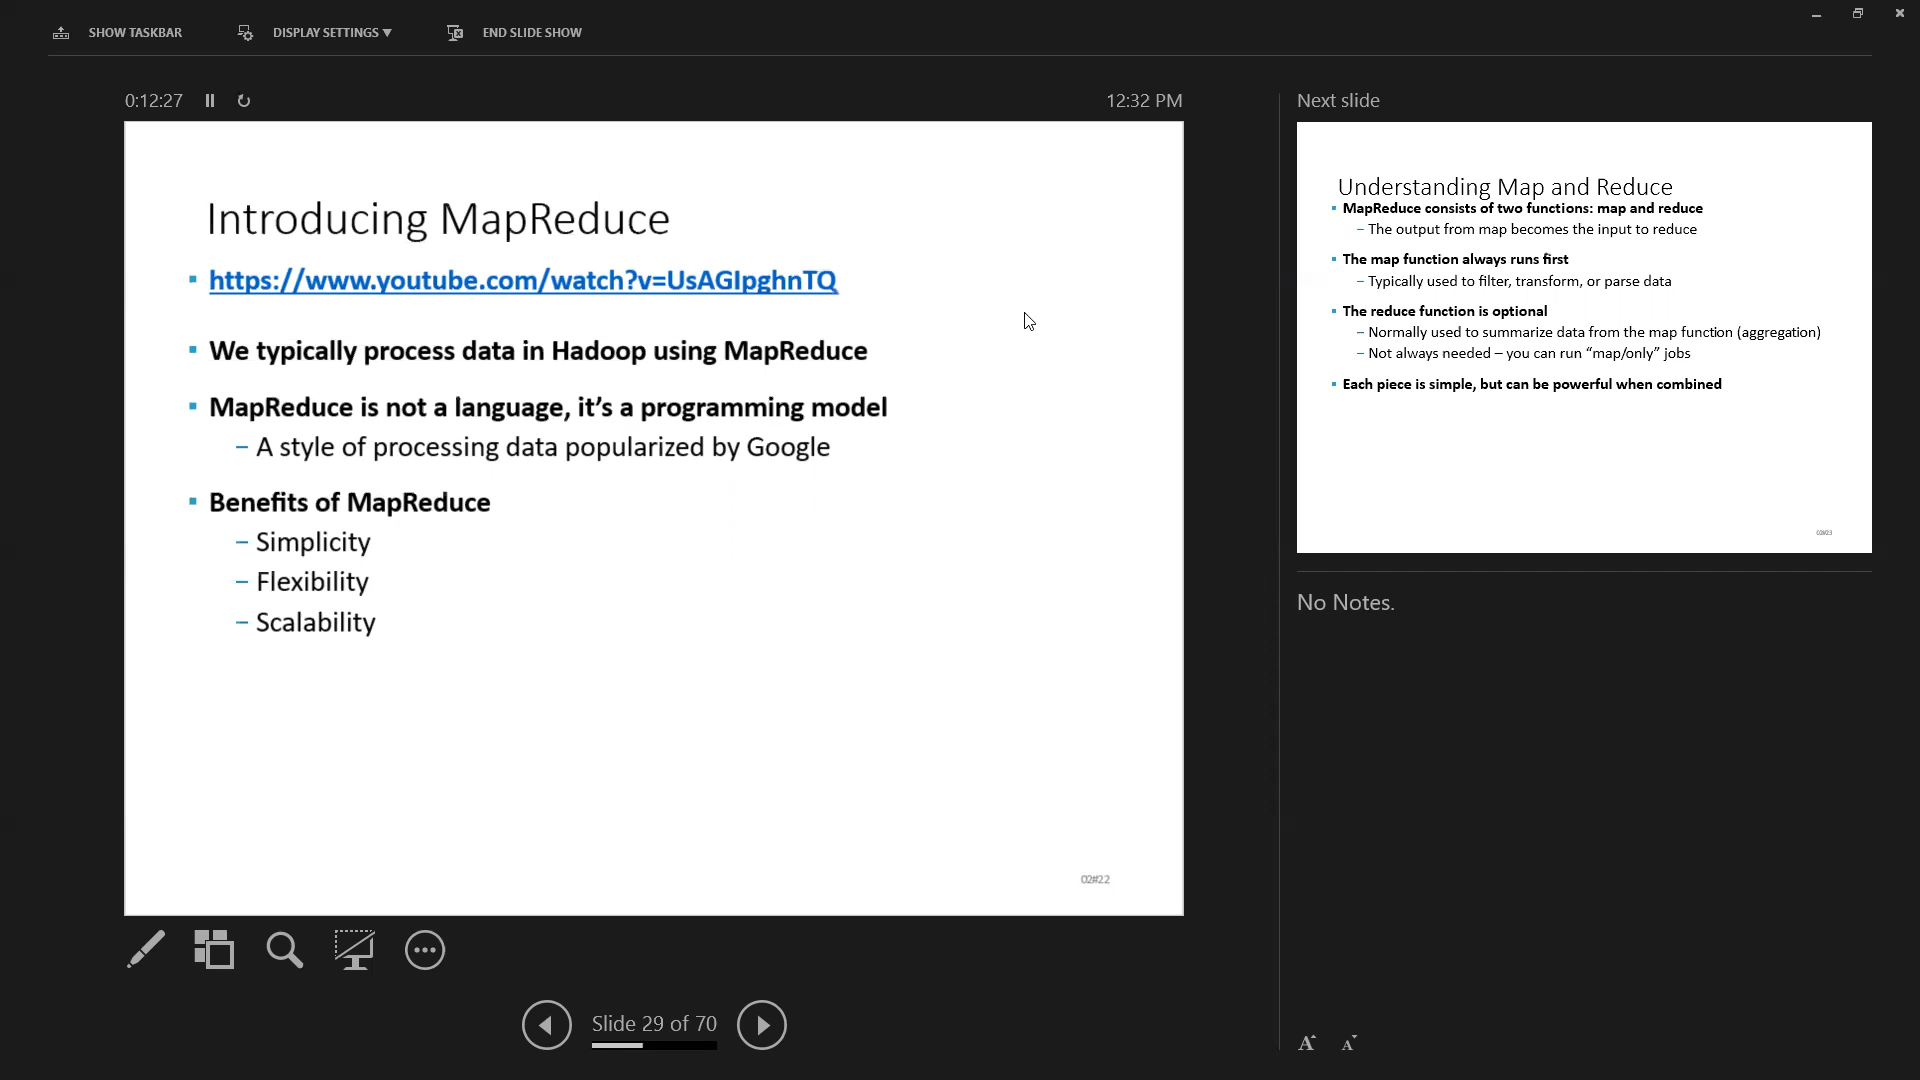 SHOW TASKBAR
DISPLAY SETTINGS ▼
END SLIDE SHOW
0:12:27
12:32 PM
Introducing MapReduce
▪ https://www.youtube.com/watch?v=UsAGIpghnTQ
▪ We typically process data in Hadoop using MapReduce
▪ MapReduce is not a language, it’s a programming model
– A style of processing data popularized by Google
▪ Benefits of MapReduce
– Simplicity
– Flexibility
– Scalability
02#22
Slide 29 of 70
Next slide
Understanding Map and Reduce
▪ MapReduce consists of two functions: map and reduce
– The output from map becomes the input to reduce
▪ The map function always runs first
– Typically used to filter, transform, or parse data
▪ The reduce function is optional
– Normally used to summarize data from the map function (aggregation)
– Not always needed – you can run “map/only” jobs
▪ Each piece is simple, but can be powerful when combined
02#23
No Notes.
A A